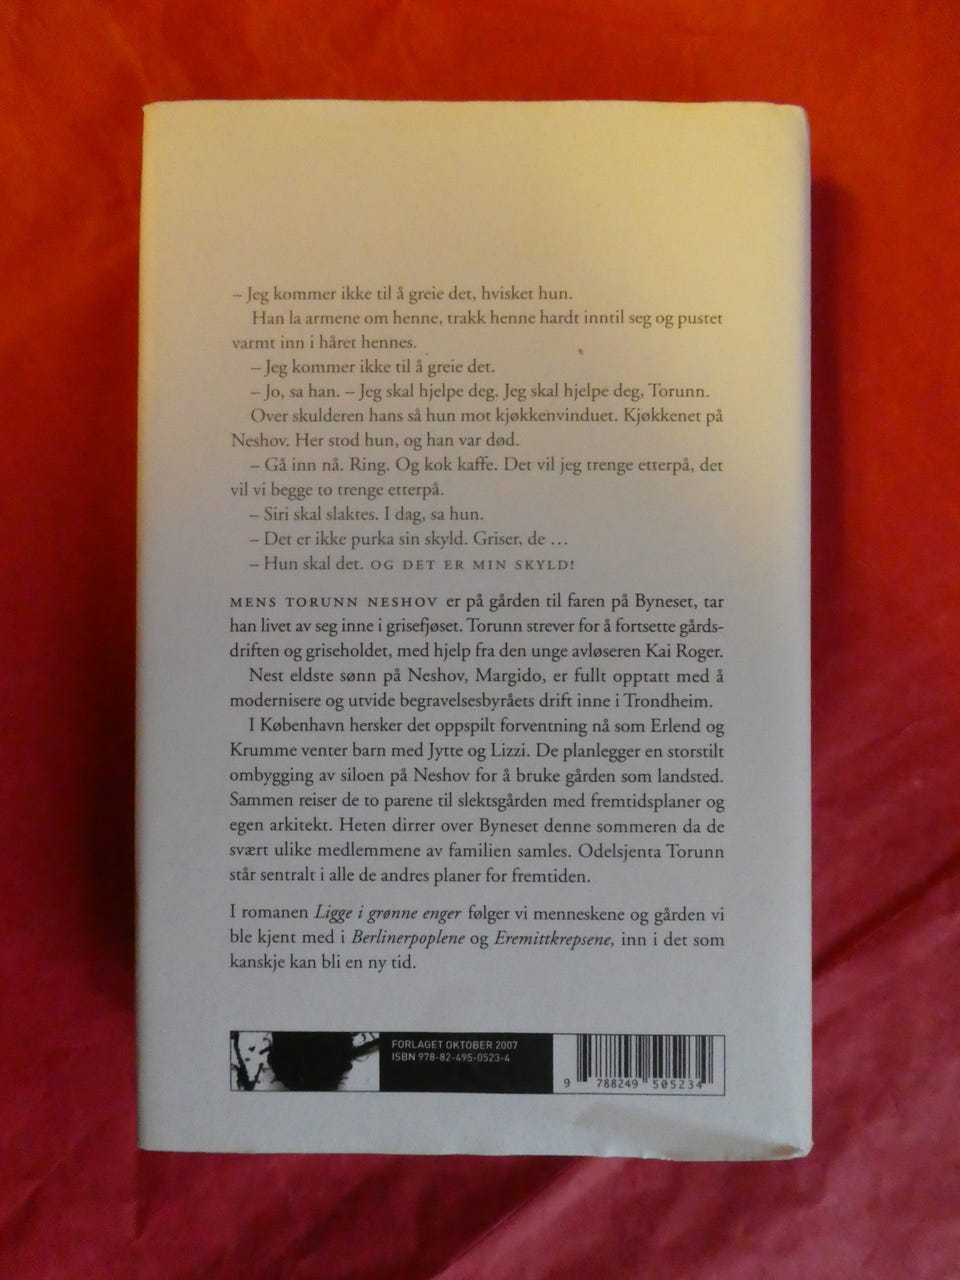 – Jeg kommer ikke til å greie det, hvisket hun.
Han la armene om henne, trakk henne hardt inntil seg og pustet
varmt inn i håret hennes.
– Jeg kommer ikke til å greie det.
– Jo, sa han. – Jeg skal hjelpe deg. Jeg skal hjelpe deg, Torunn.
Over skulderen hans så hun mot kjøkkenvinduet. Kjøkkenet på
Neshov. Her stod hun, og han var død.
– Gå inn nå. Ring. Og kok kaffe. Det vil jeg trenge etterpå, det
vil vi begge to trenge etterpå.
– Siri skal slaktes. I dag, sa hun.
– Det er ikke purka sin skyld. Griser, de …
– Hun skal det. OG DET ER MIN SKYLD!
MENS TORUNN NESHOV er på gården til faren på Byneset, tar
han livet av seg inne i grisefjøset. Torunn strever for å fortsette gårds-
driften og griseholdet, med hjelp fra den unge avløseren Kai Roger.
Nest eldste sønn på Neshov, Margido, er fullt opptatt med å
modernisere og utvide begravelsesbyråets drift inne i Trondheim.
I København hersker det oppspilt forventning nå som Erlend og
Krumme venter barn med Jytte og Lizzi. De planlegger en storstilt
ombygging av siloen på Neshov for å bruke gården som landsted.
Sammen reiser de to parene til slektsgården med fremtidsplaner og
egen arkitekt. Heten dirrer over Byneset denne sommeren da de
svært ulike medlemmene av familien samles. Odelsjenta Torunn
står sentralt i alle de andres planer for fremtiden.
I romanen Ligge i grønne enger følger vi menneskene og gården vi
ble kjent med i Berlinerpoplene og Eremittkrepsene, inn i det som
kanskje kan bli en ny tid.
FORLAGET OKTOBER 2007
ISBN 978-82-495-0523-4
9 788249 505234